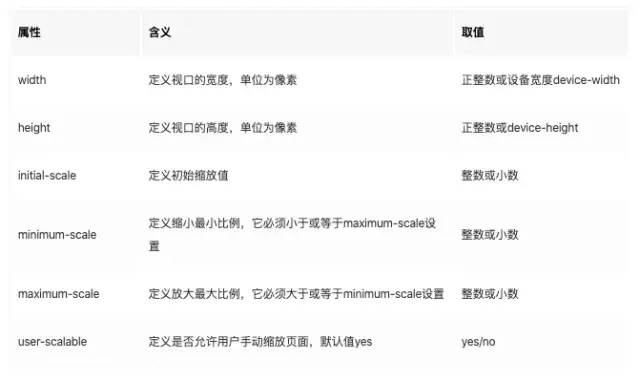 属性 含义 取值
width 定义视口的宽度，单位为像素 正整数或设备宽度device-width
height 定义视口的高度，单位为像素 正整数或device-height
initial-scale 定义初始缩放值 整数或小数
minimum-scale 定义缩小最小比例，它必须小于或等于maximum-scale设
置 整数或小数
maximum-scale 定义放大最大比例，它必须大于或等于minimum-scale设置 整数或小数
user-scalable 定义是否允许用户手动缩放页面，默认值yes yes/no